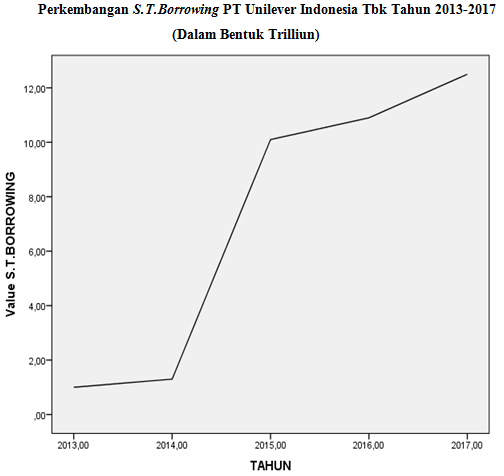 Perkembangan S.T.Borrowing PT Unilever Indonesia Tbk Tahun 2013-2017
(Dalam Bentuk Trilliun)
12,00
10,00
8,00
6,00
4,00
2,00
,00
Value S.T.BORROWING
2013,00 2014,00 2015,00 2016,00 2017,00
TAHUN